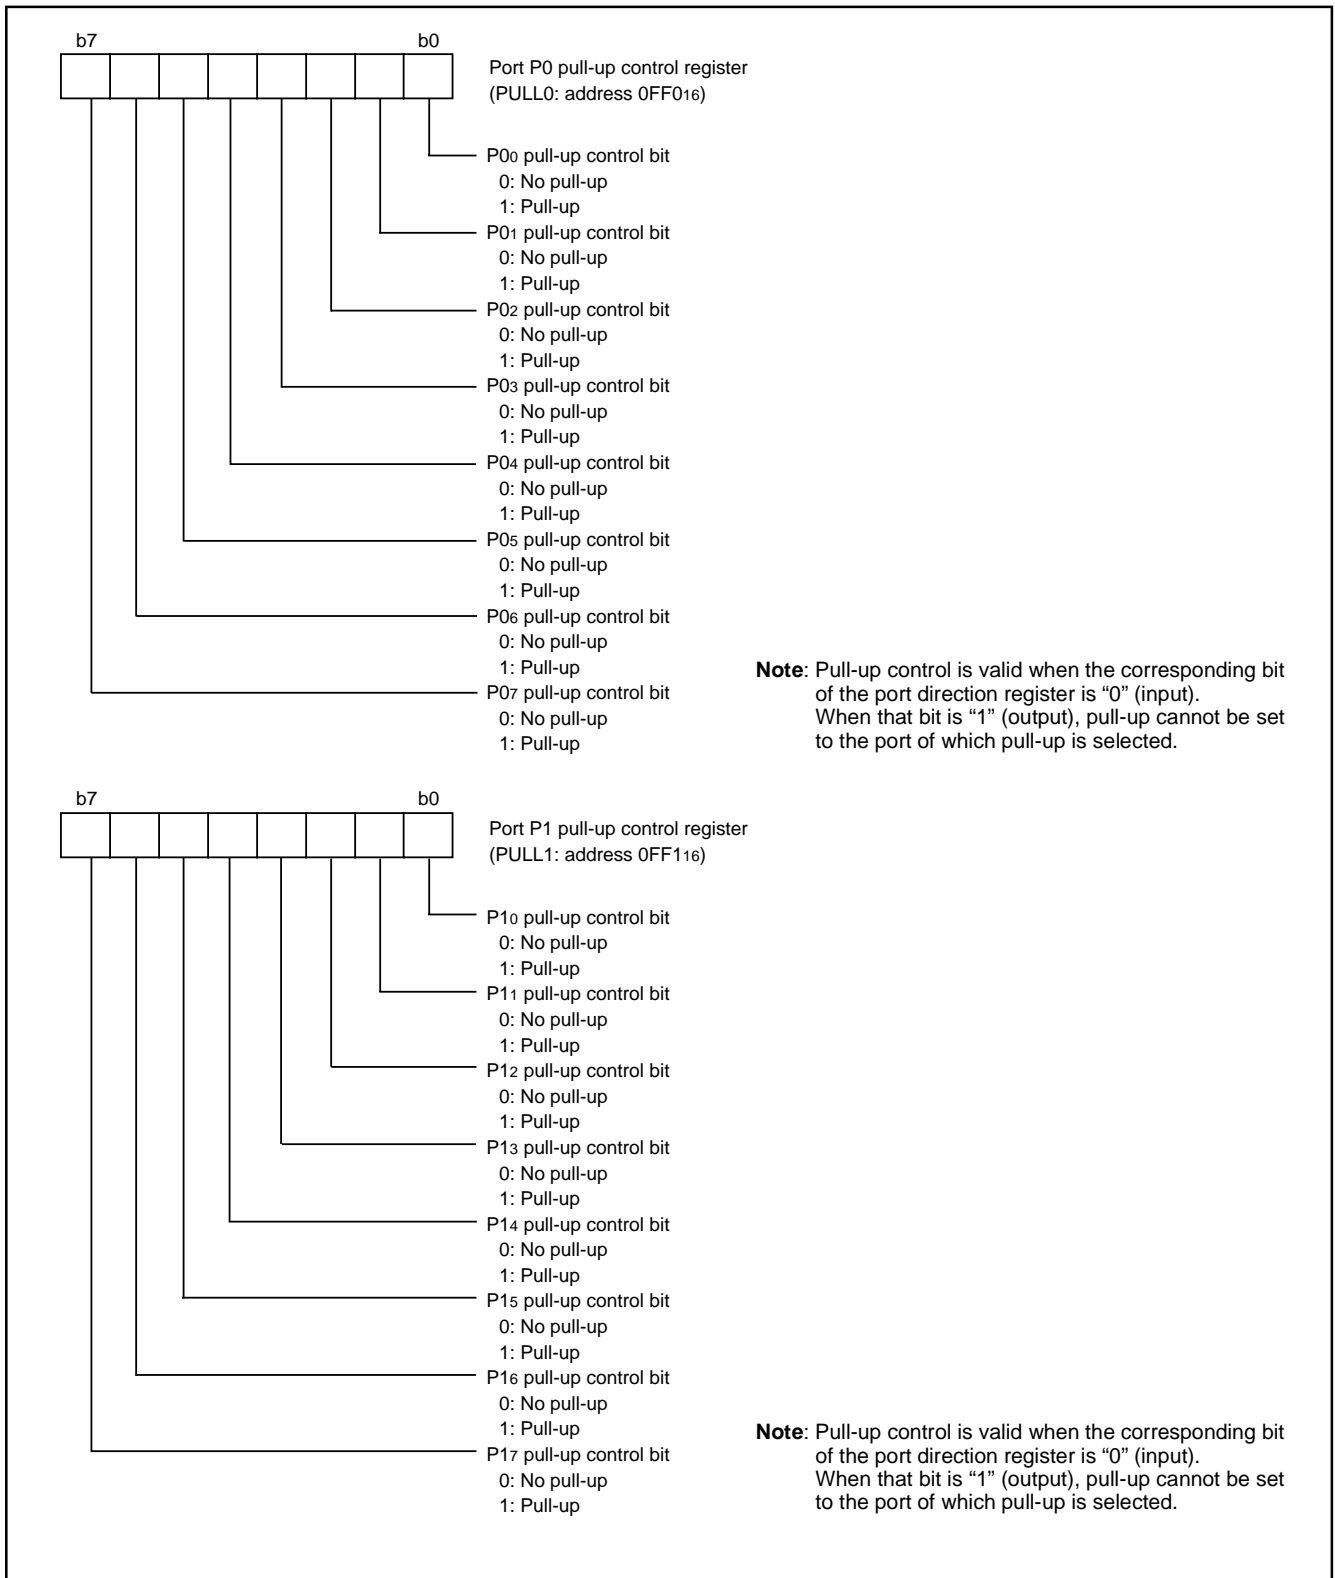 b7 b0
Port P0 pull-up control register
(PULL0: address 0FF016)
P00 pull-up control bit
0: No pull-up
1: Pull-up
P01 pull-up control bit
0: No pull-up
1: Pull-up
P02 pull-up control bit
0: No pull-up
1: Pull-up
P03 pull-up control bit
0: No pull-up
1: Pull-up
P04 pull-up control bit
0: No pull-up
1: Pull-up
P05 pull-up control bit
0: No pull-up
1: Pull-up
P06 pull-up control bit
0: No pull-up
1: Pull-up
P07 pull-up control bit
0: No pull-up
1: Pull-up
Note: Pull-up control is valid when the corresponding bit
of the port direction register is “0” (input).
When that bit is “1” (output), pull-up cannot be set
to the port of which pull-up is selected.
b7 b0
Port P1 pull-up control register
(PULL1: address 0FF116)
P10 pull-up control bit
0: No pull-up
1: Pull-up
P11 pull-up control bit
0: No pull-up
1: Pull-up
P12 pull-up control bit
0: No pull-up
1: Pull-up
P13 pull-up control bit
0: No pull-up
1: Pull-up
P14 pull-up control bit
0: No pull-up
1: Pull-up
P15 pull-up control bit
0: No pull-up
1: Pull-up
P16 pull-up control bit
0: No pull-up
1: Pull-up
P17 pull-up control bit
0: No pull-up
1: Pull-up
Note: Pull-up control is valid when the corresponding bit
of the port direction register is “0” (input).
When that bit is “1” (output), pull-up cannot be set
to the port of which pull-up is selected.